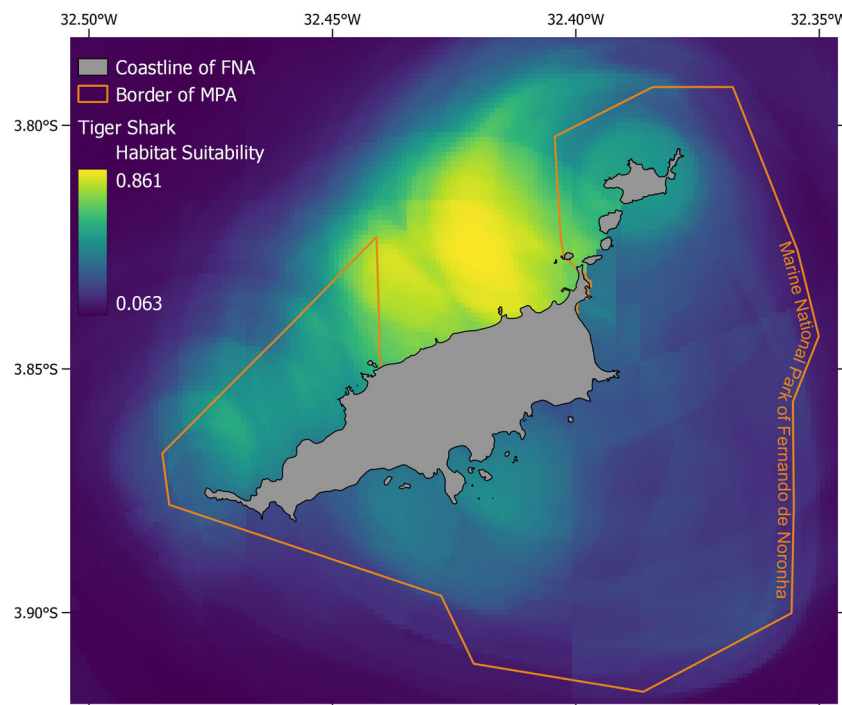 32.50°W 32.45°W 32.40°W 32.35°W
Coastline of FNA
Border of MPA
Tiger Shark
Habitat Suitability
0.861
0.063
3.80°S
3.85°S
3.90°S
Marine National Park of Fernando de Noronha